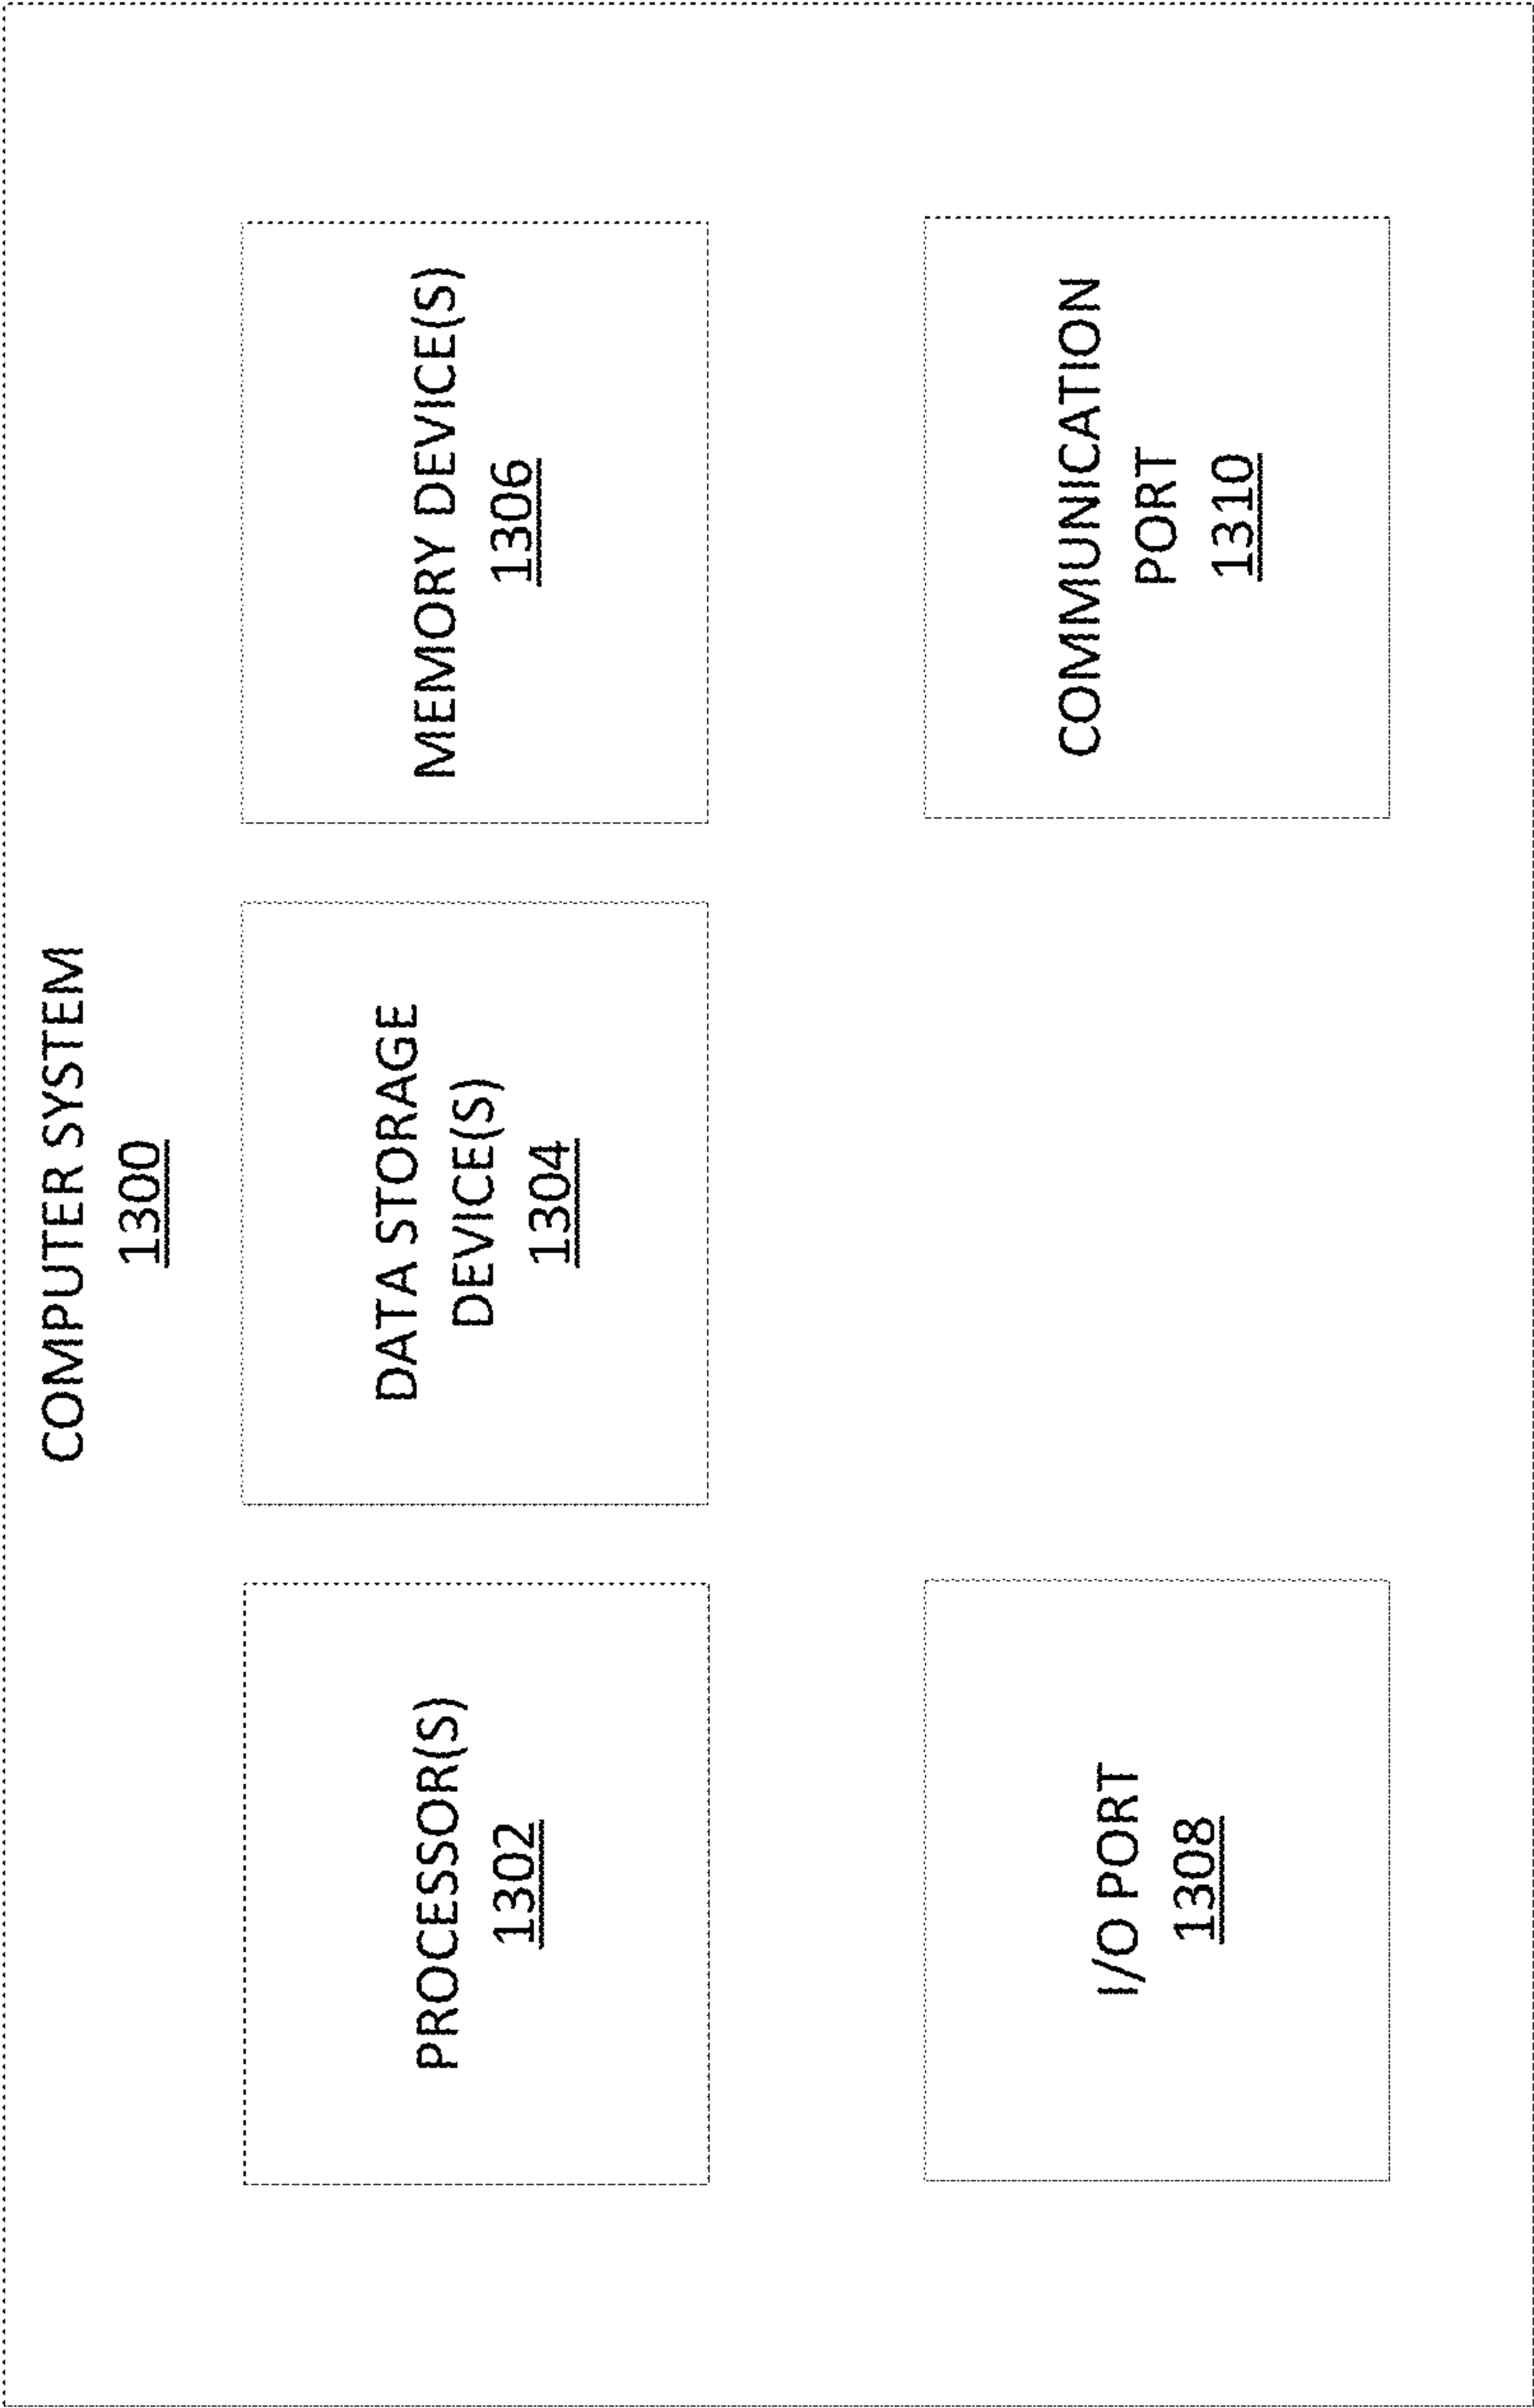 COMPUTER SYSTEM
1300
PROCESSOR(S)
1302
DATA STORAGE
DEVICE(S)
1304
MEMORY DEVICE(S)
1306
I/O PORT
1308
COMMUNICATION
PORT
1310